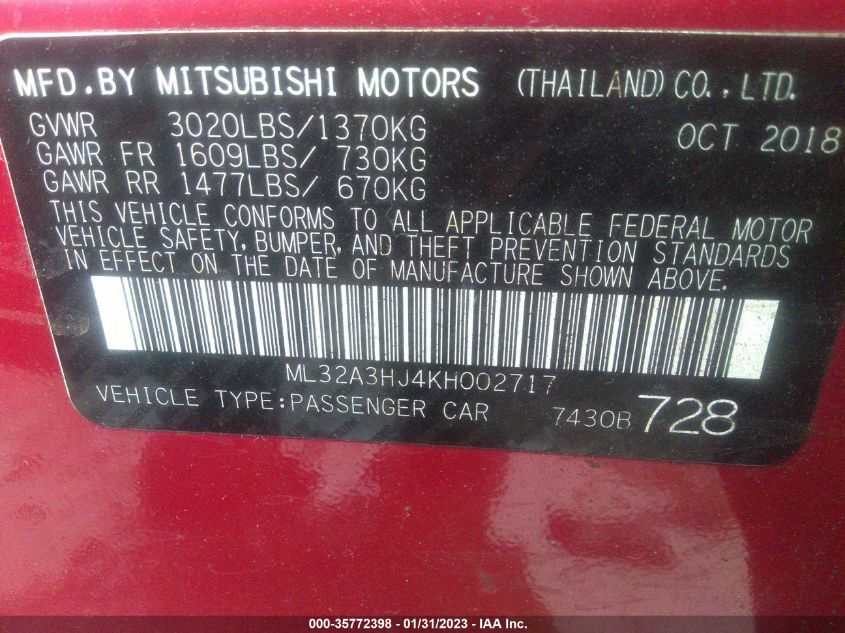 MFD.BY MITSUBISHI MOTORS (THAILAND) CO., LTD.
GVWR 3020LBS/1370KG OCT 2018
GAWR FR 1609LBS/ 730KG
GAWR RR 1477LBS/ 670KG
THIS VEHICLE CONFORMS TO ALL APPLICABLE FEDERAL MOTOR
VEHICLE SAFETY, BUMPER, AND THEFT PREVENTION STANDARDS
IN EFFECT ON THE DATE OF MANUFACTURE SHOWN ABOVE.
ML32A3HJ4KH002717
VEHICLE TYPE:PASSENGER CAR 7430B 728
000-35772398 - 01/31/2023 - IAA Inc.